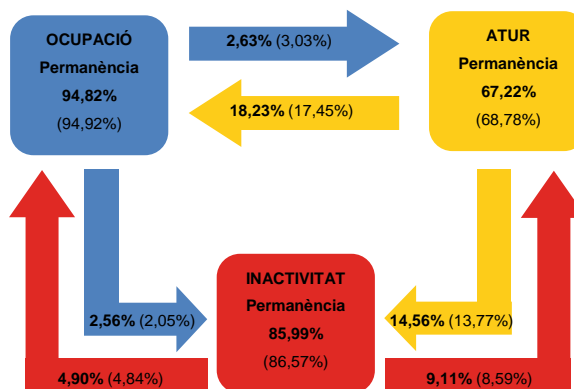 OCUPACIÓ
Permanència
94,82%
(94,92%)
2,63% (3,03%)
18,23% (17,45%)
ATUR
Permanència
67,22%
(68,78%)
INACTIVITAT
Permanència
85,99%
(86,57%)
2,56% (2,05%)
14,56% (13,77%)
4,90% (4,84%)
9,11% (8,59%)